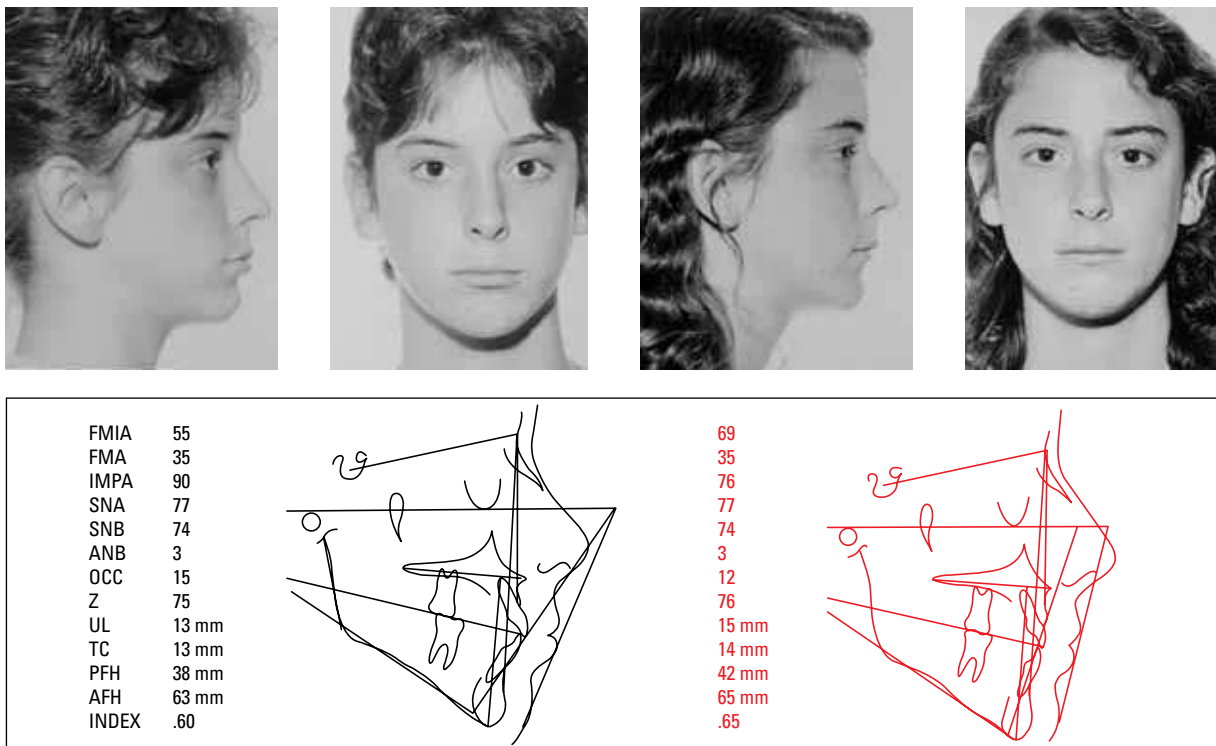 FMIA 55 69
FMA 35 35
IMPA 90 76
SNA 77 77
SNB 74 74
ANB 3 3
OCC 15 12
Z 75 76
UL 13 mm 15 mm
TC 13 mm 14 mm
PFH 38 mm 42 mm
AFH 63 mm 65 mm
INDEX .60 .65